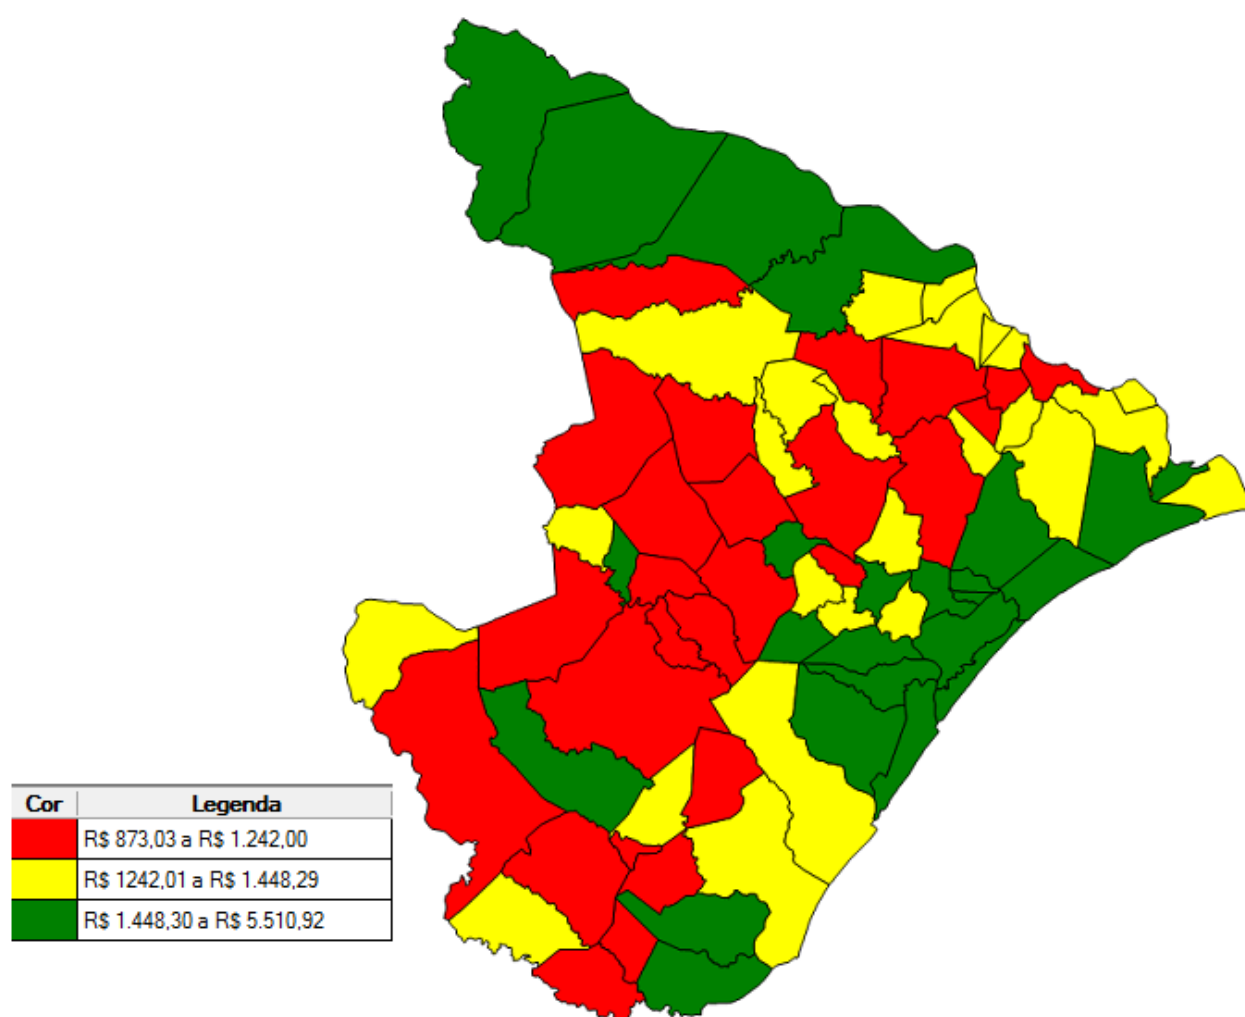 Cor Legenda
R$ 873,03 a R$ 1.242,00
R$ 1242,01 a R$ 1.448,29
R$ 1.448,30 a R$ 5.510,92